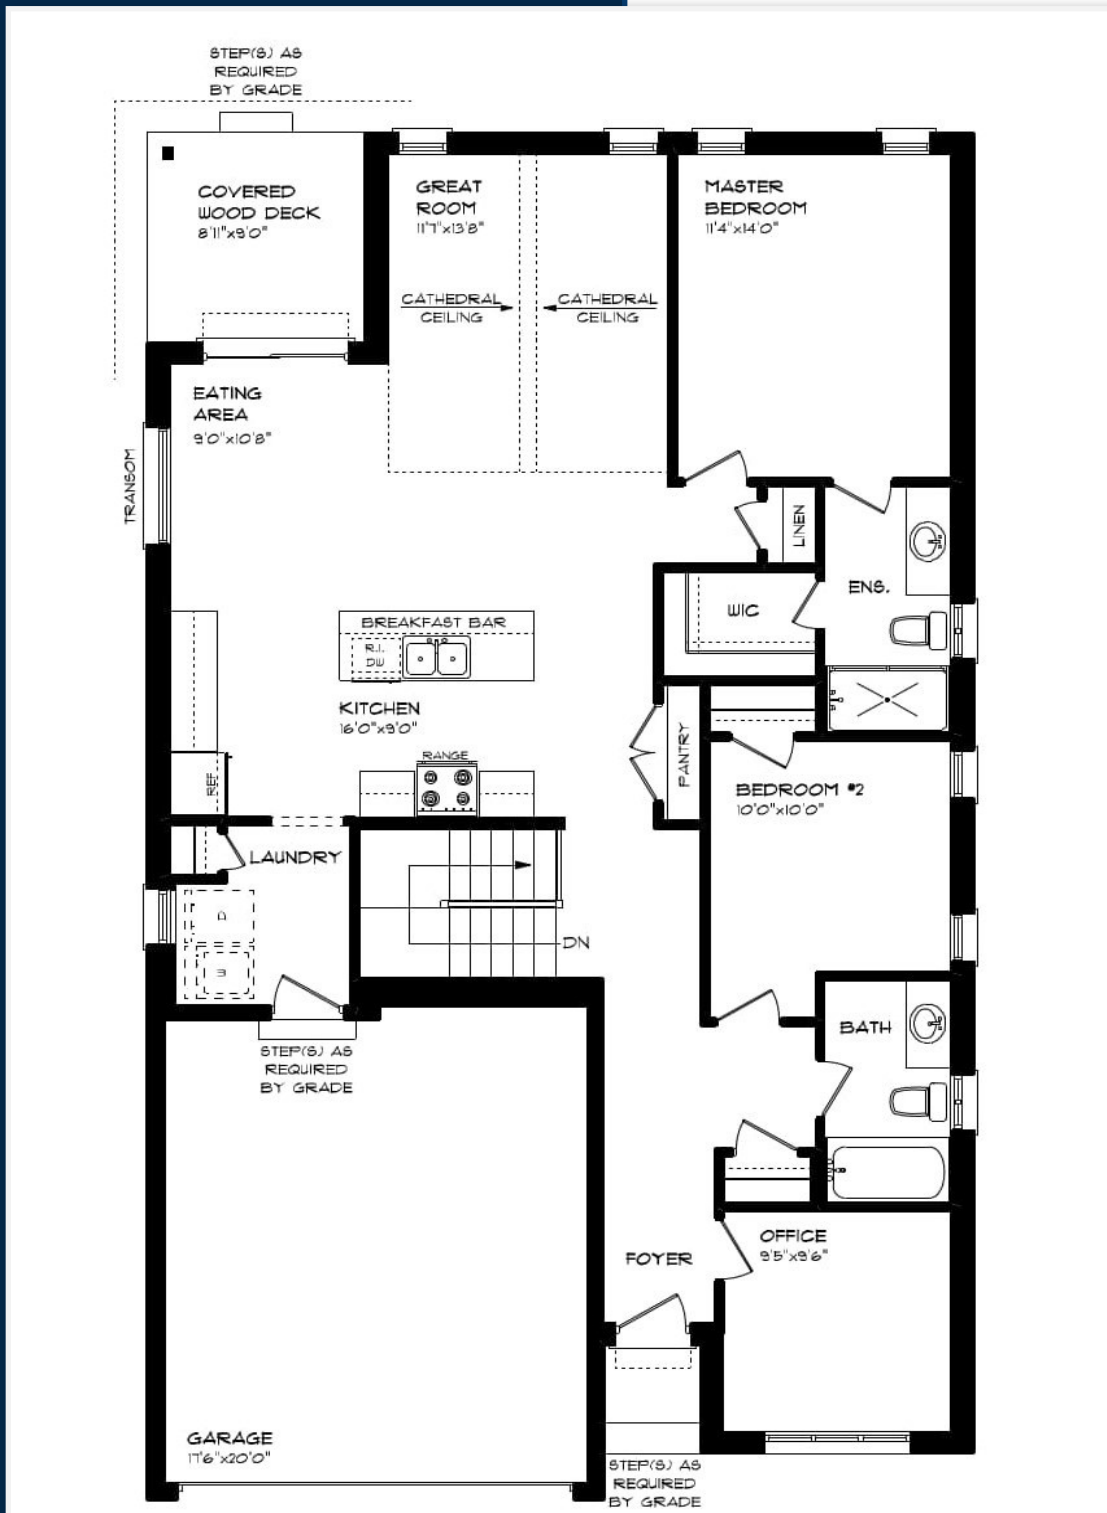 STEP(S) AS
REQUIRED
BY GRADE
COVERED
WOOD DECK
8'11"x9'0"
GREAT
ROOM
11'7"x13'8"
MASTER
BEDROOM
11'4"x14'0"
CATHEDRAL
CEILING
CATHEDRAL
CEILING
EATING
AREA
9'0"x10'8"
TRANSOM
LINEN
ENS.
WIC
BREAKFAST BAR
R.I.
DW
KITCHEN
16'0"x9'0"
PANTRY
RANGE
REF
BEDROOM #2
10'0"x10'0"
LAUNDRY
D
W
DN
BATH
STEP(S) AS
REQUIRED
BY GRADE
OFFICE
9'5"x9'6"
FOYER
GARAGE
17'6"x20'0"
STEP(S) AS
REQUIRED
BY GRADE